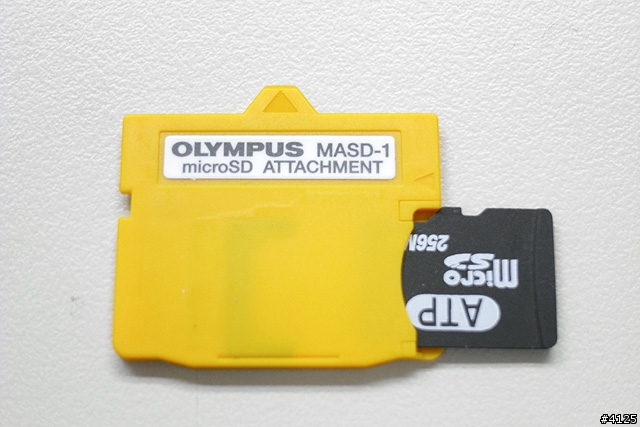 OLYMPUS MASD-1
microSD ATTACHMENT
256M
Micro
SD
ATP
#4125